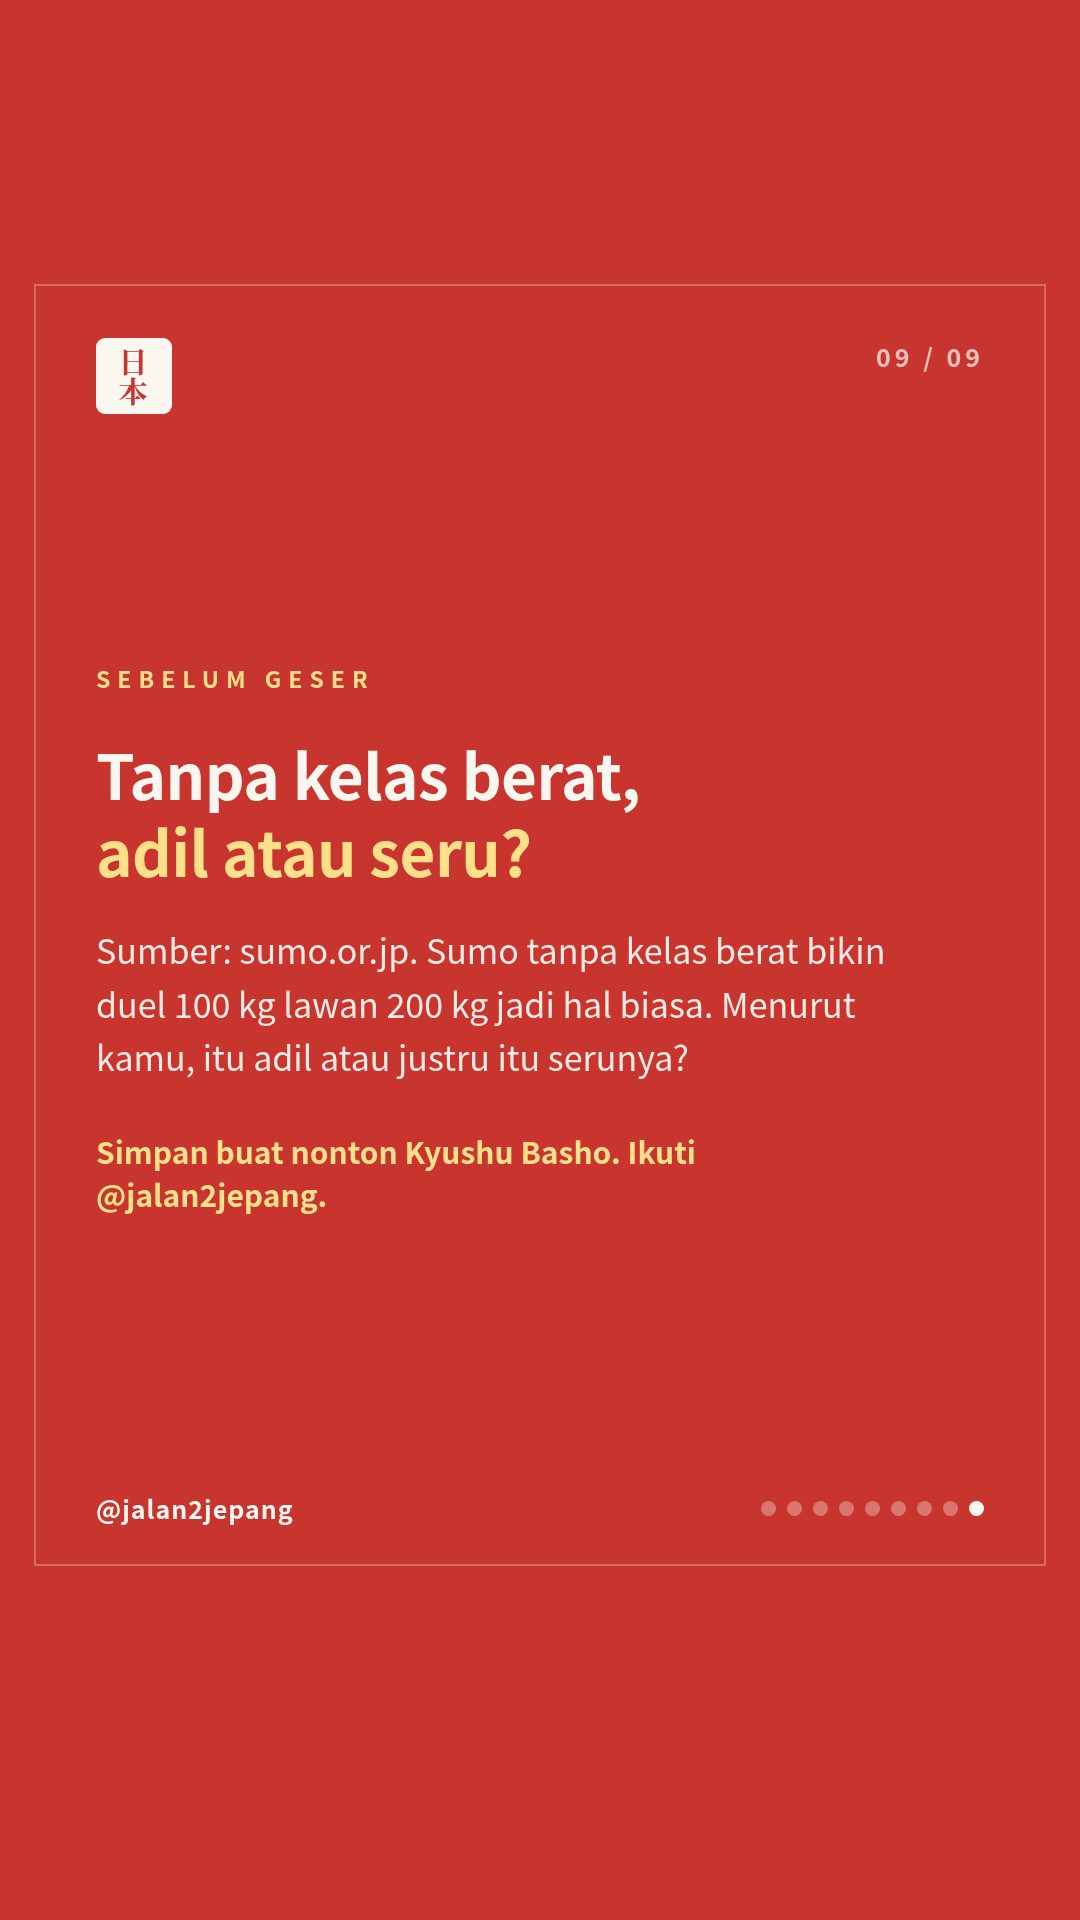 日
本
09 / 09
SEBELUM GESER
Tanpa kelas berat,
adil atau seru?
Sumber: sumo.or.jp. Sumo tanpa kelas berat bikin
duel 100 kg lawan 200 kg jadi hal biasa. Menurut
kamu, itu adil atau justru itu serunya?
Simpan buat nonton Kyushu Basho. Ikuti
@jalan2jepang.
@jalan2jepang